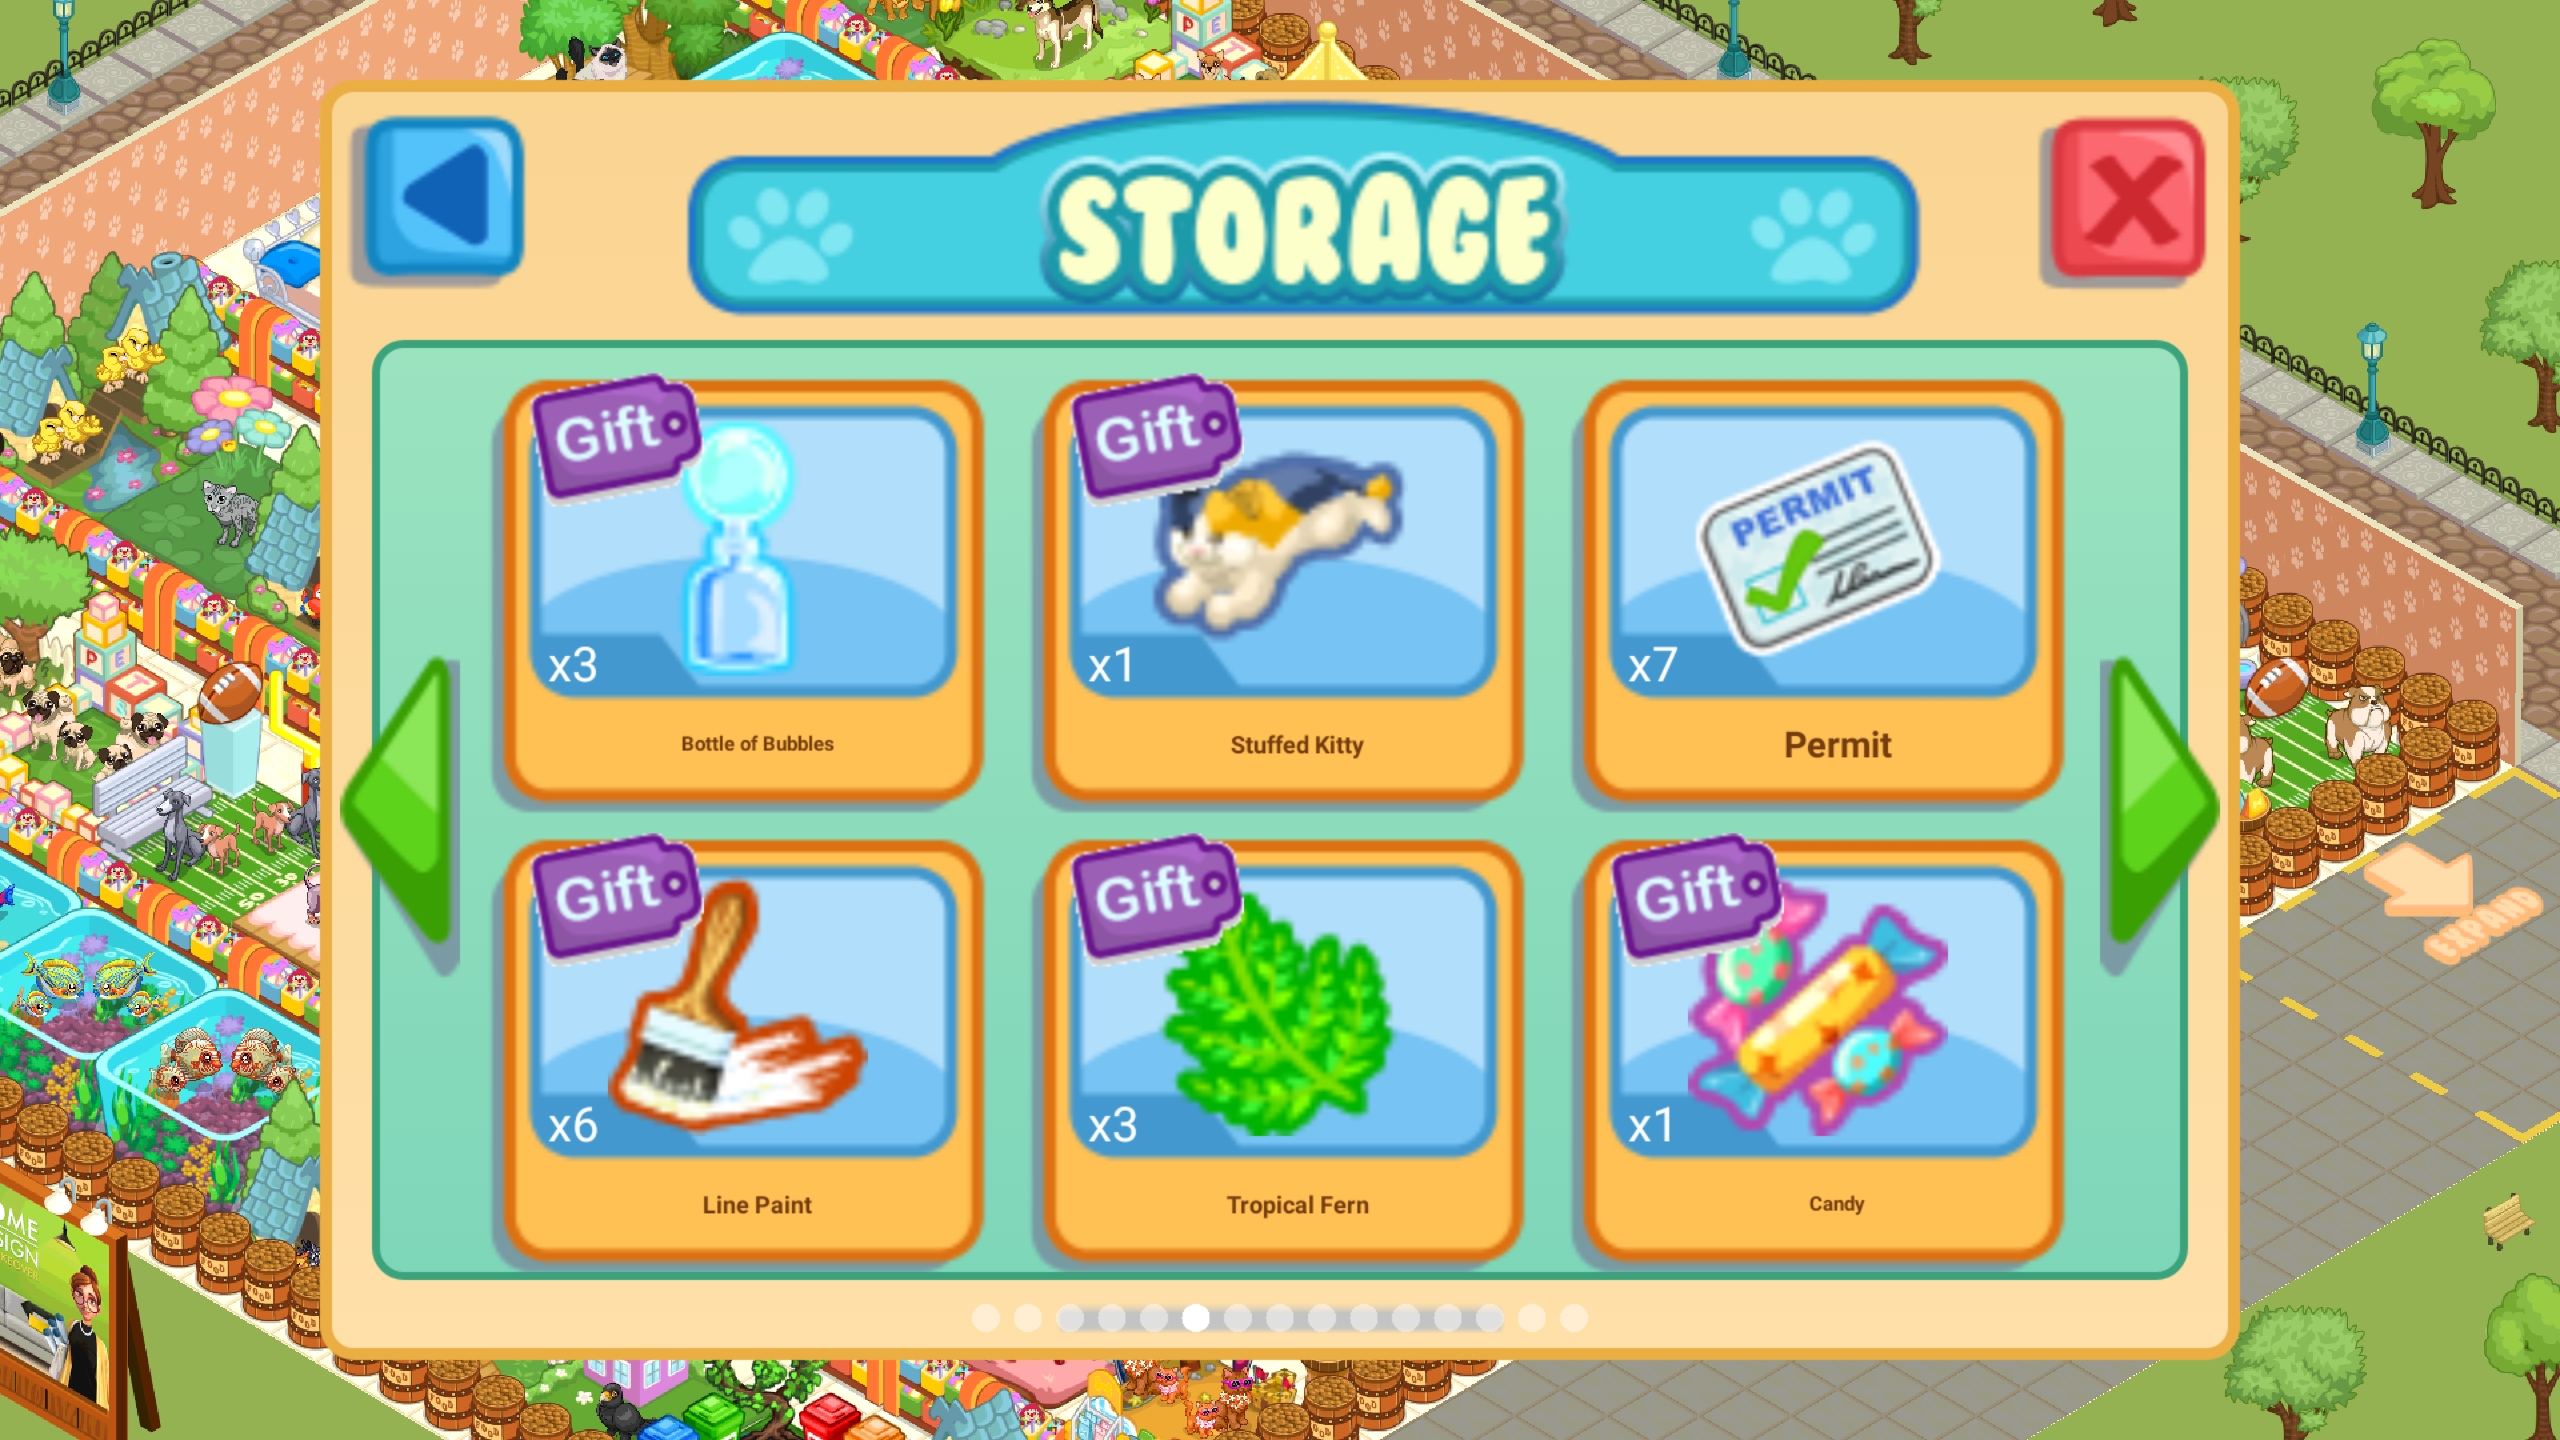 STORAGE
Gift
x3
Bottle of Bubbles
Gift
x1
Stuffed Kitty
PERMIT
x7
Permit
Gift
x6
Line Paint
Gift
x3
Tropical Fern
Gift
x1
Candy
EXPAND